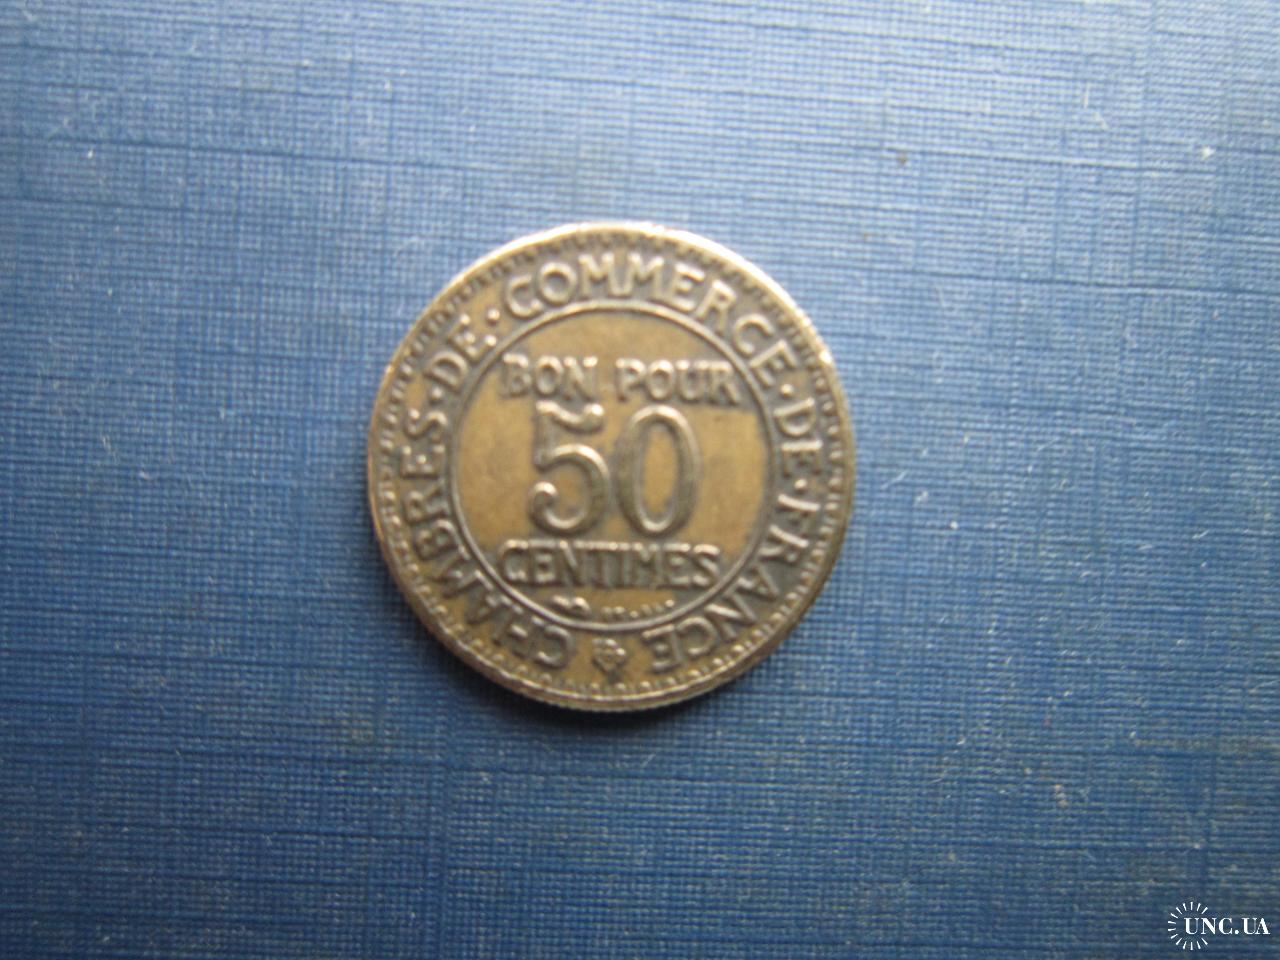 CHAMBRES · DE · COMMERCE · DE · FRANCE
BON POUR
50
CENTIMES
UNC.UA